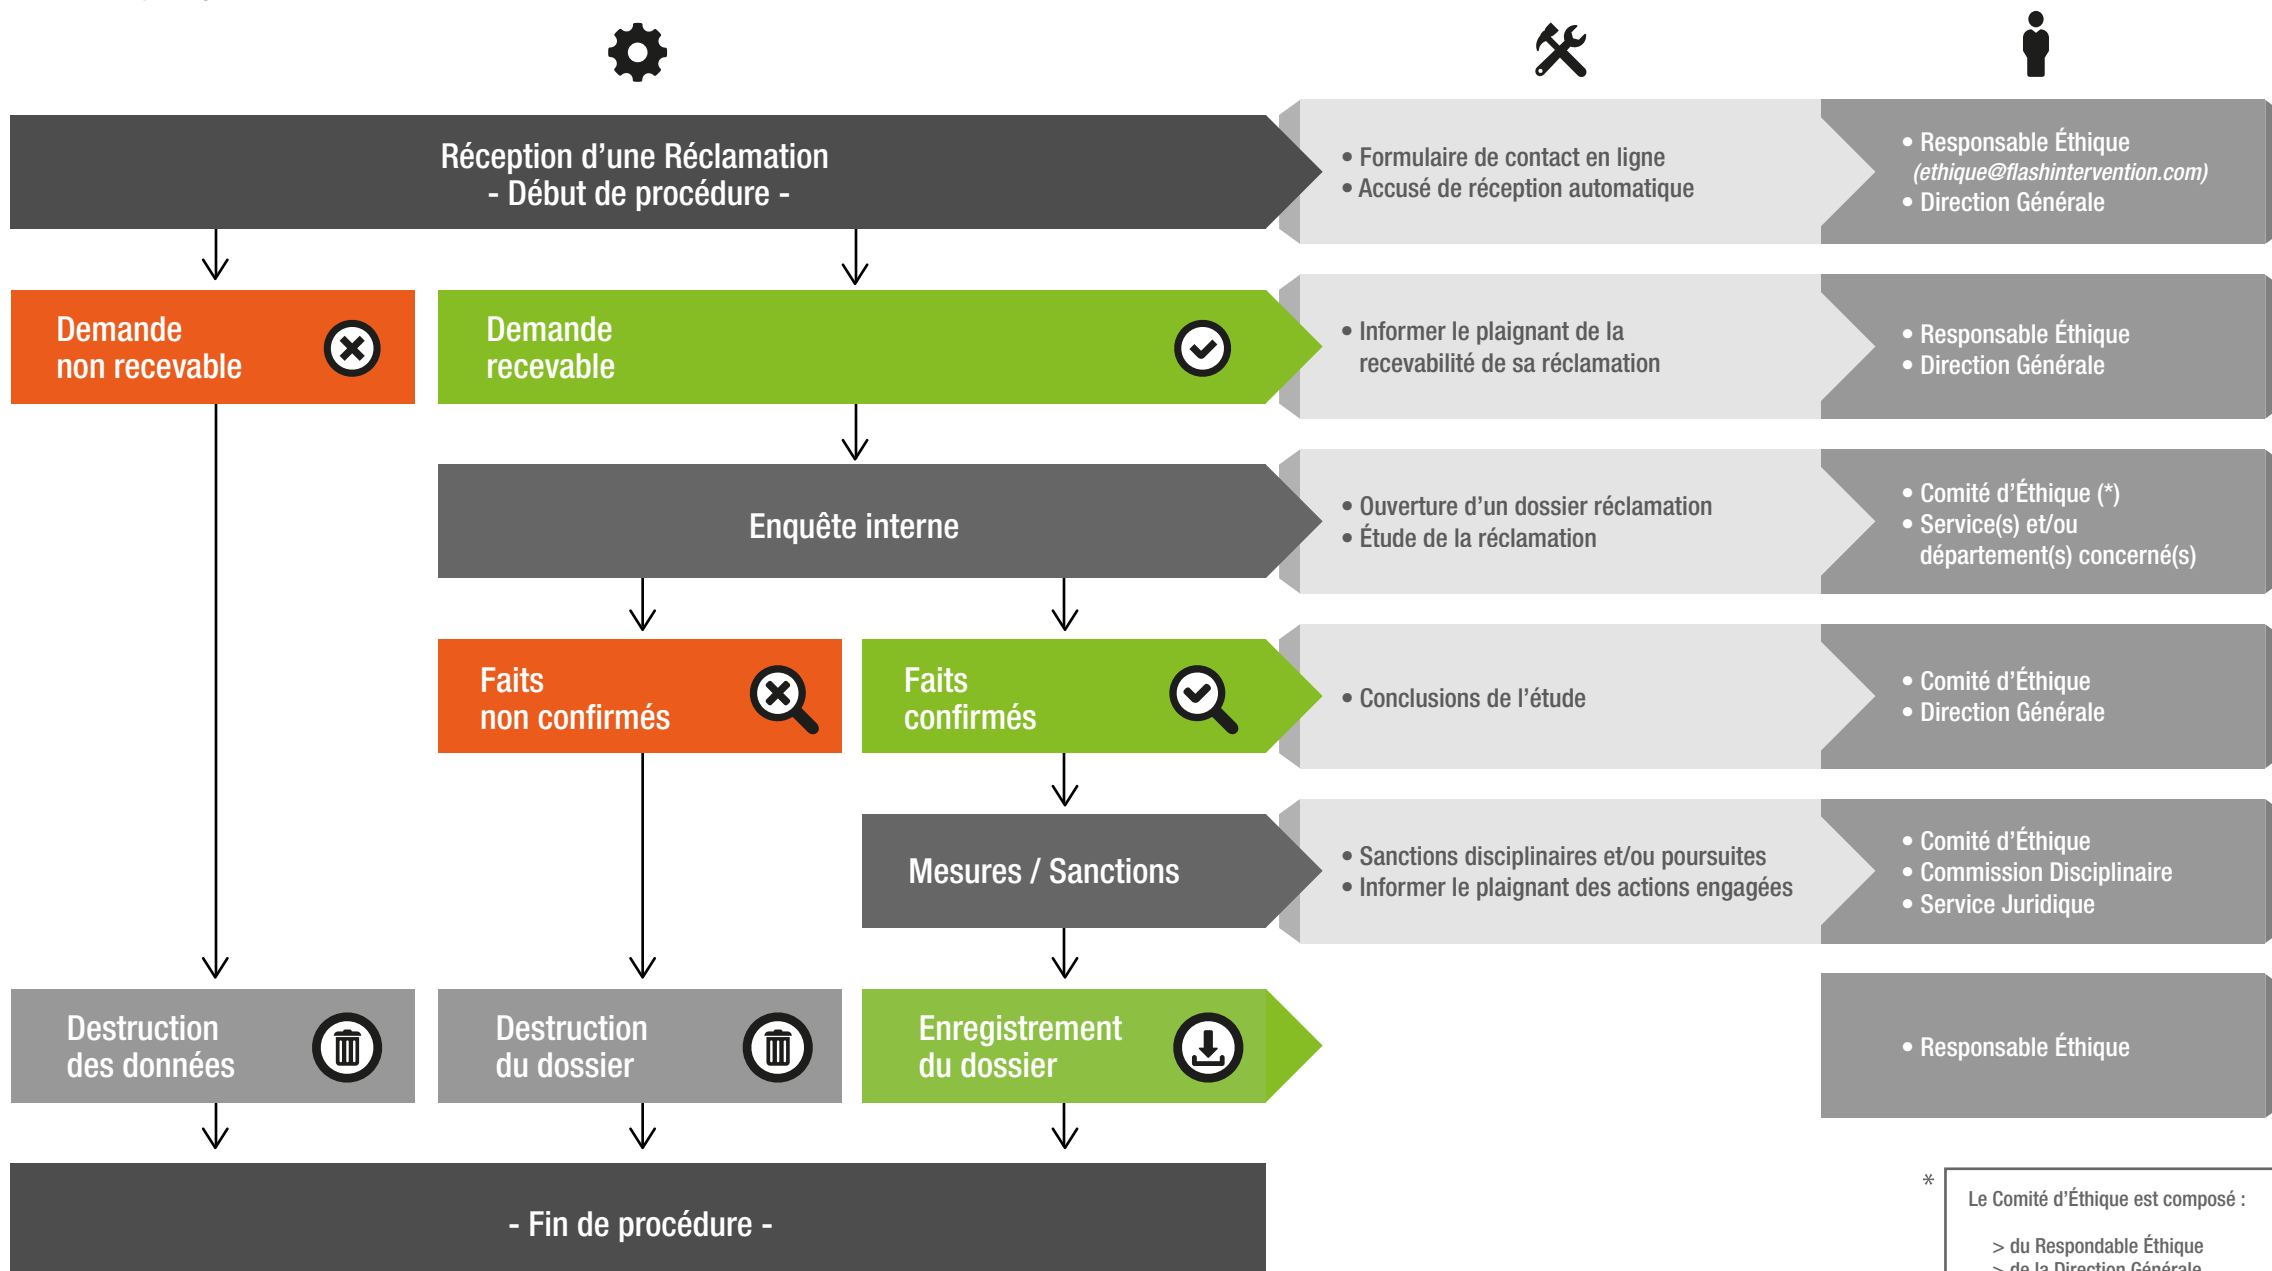 Réception d'une Réclamation
- Début de procédure -
• Formulaire de contact en ligne
• Accusé de réception automatique
• Responsable Éthique
(ethique@flashintervention.com)
• Direction Générale
Demande
non recevable
Demande
recevable
• Informer le plaignant de la
recevabilité de sa réclamation
• Responsable Éthique
• Direction Générale
Enquête interne
• Ouverture d'un dossier réclamation
• Étude de la réclamation
• Comité d'Éthique (*)
• Service(s) et/ou
département(s) concerné(s)
Faits
non confirmés
Faits
confirmés
• Conclusions de l'étude
• Comité d'Éthique
• Direction Générale
Mesures / Sanctions
• Sanctions disciplinaires et/ou poursuites
• Informer le plaignant des actions engagées
• Comité d'Éthique
• Commission Disciplinaire
• Service Juridique
Destruction
des données
Destruction
du dossier
Enregistrement
du dossier
• Responsable Éthique
- Fin de procédure -
*
Le Comité d'Éthique est composé :
> du Respondable Éthique
> de la Direction Générale